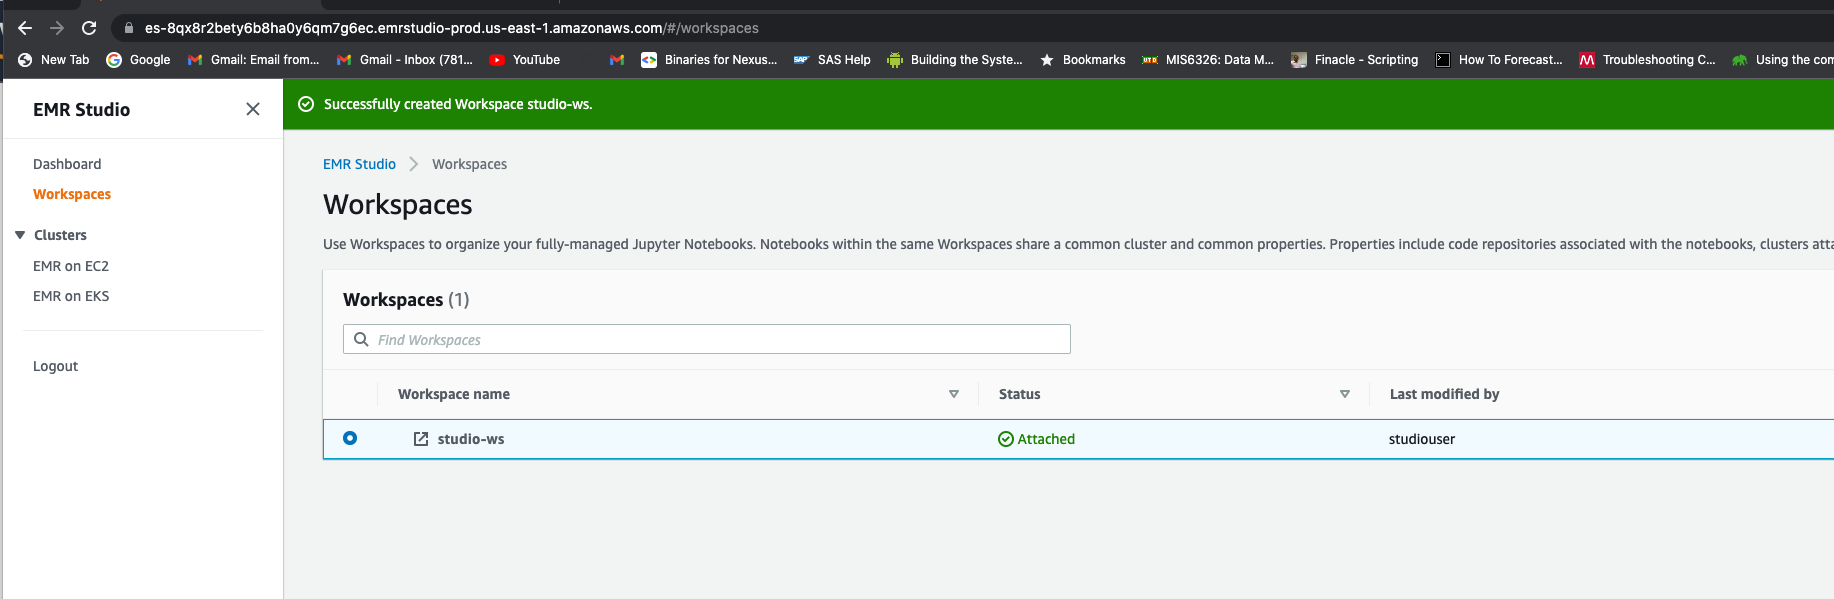 es-8qx8r2bety6b8ha0y6qm7g6ec.emrstudio-prod.us-east-1.amazonaws.com/#/workspaces
New Tab Google Gmail: Email from... Gmail - Inbox (781... YouTube Binaries for Nexus... SAP SAS Help Building the Syste... Bookmarks UTD MIS6326: Data M... Finacle - Scripting How To Forecast... Troubleshooting C... Using the com
EMR Studio
Successfully created Workspace studio-ws.
Dashboard
Workspaces
Clusters
EMR on EC2
EMR on EKS
Logout
EMR Studio Workspaces
Workspaces
Use Workspaces to organize your fully-managed Jupyter Notebooks. Notebooks within the same Workspaces share a common cluster and common properties. Properties include code repositories associated with the notebooks, clusters atta
Workspaces (1)
Find Workspaces
Workspace name Status Last modified by
studio-ws Attached studiouser